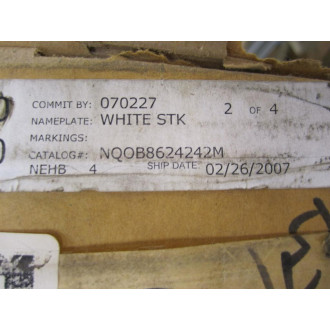 COMMIT BY: 070227 2 OF 4
NAMEPLATE: WHITE STK
MARKINGS:
CATALOG#: NQOB8624242M
NEHB 4 SHIP DATE: 02/26/2007